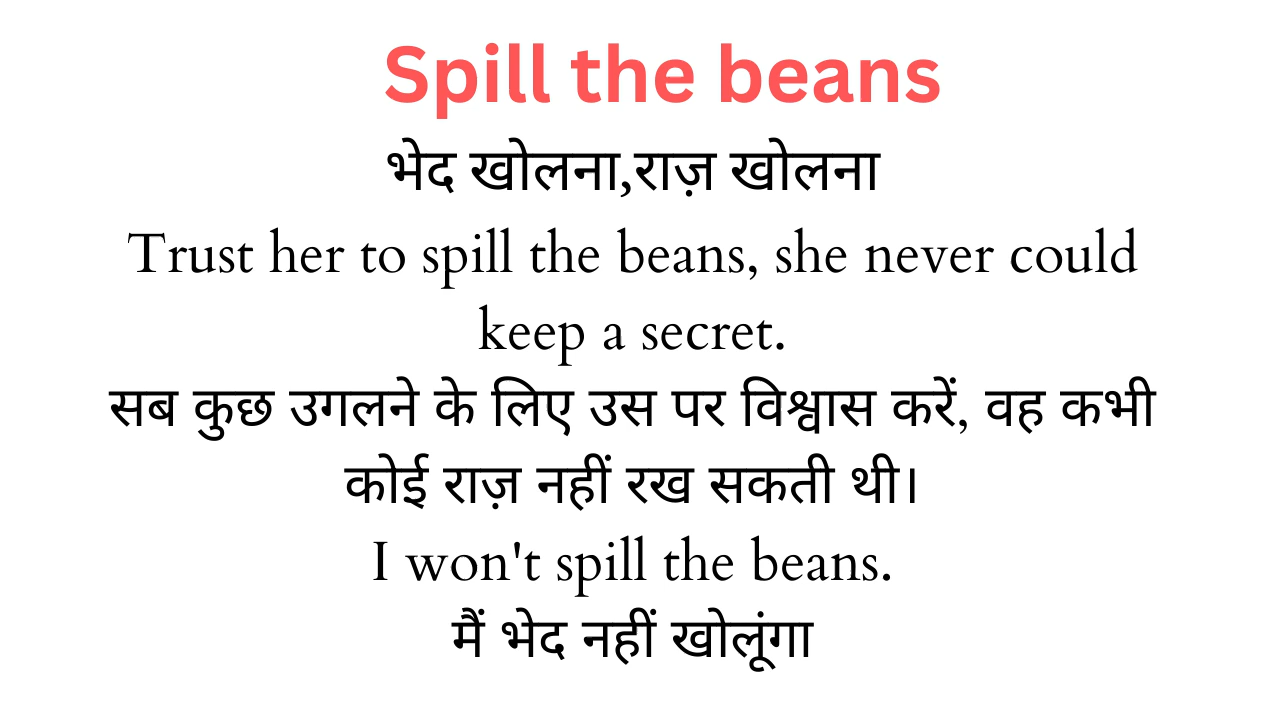 Spill the beans
भेद खोलना,राज़ खोलना
Trust her to spill the beans, she never could
keep a secret.
सब कुछ उगलने के लिए उस पर विश्वास करें, वह कभी
कोई राज़ नहीं रख सकती थी।
I won't spill the beans.
मैं भेद नहीं खोलूंगा